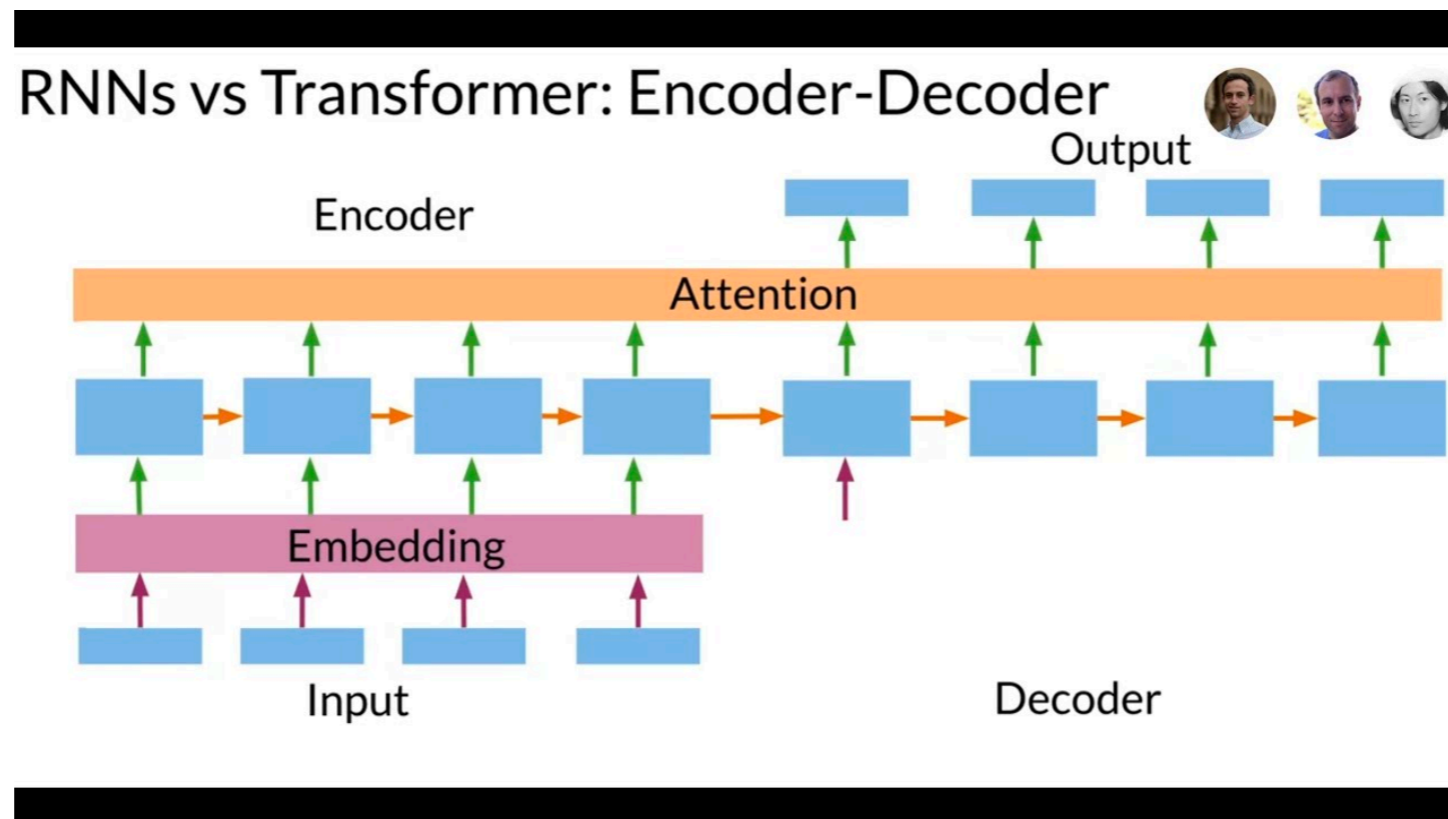 RNNs vs Transformer: Encoder-Decoder
Output
Encoder
Attention
Embedding
Input
Decoder